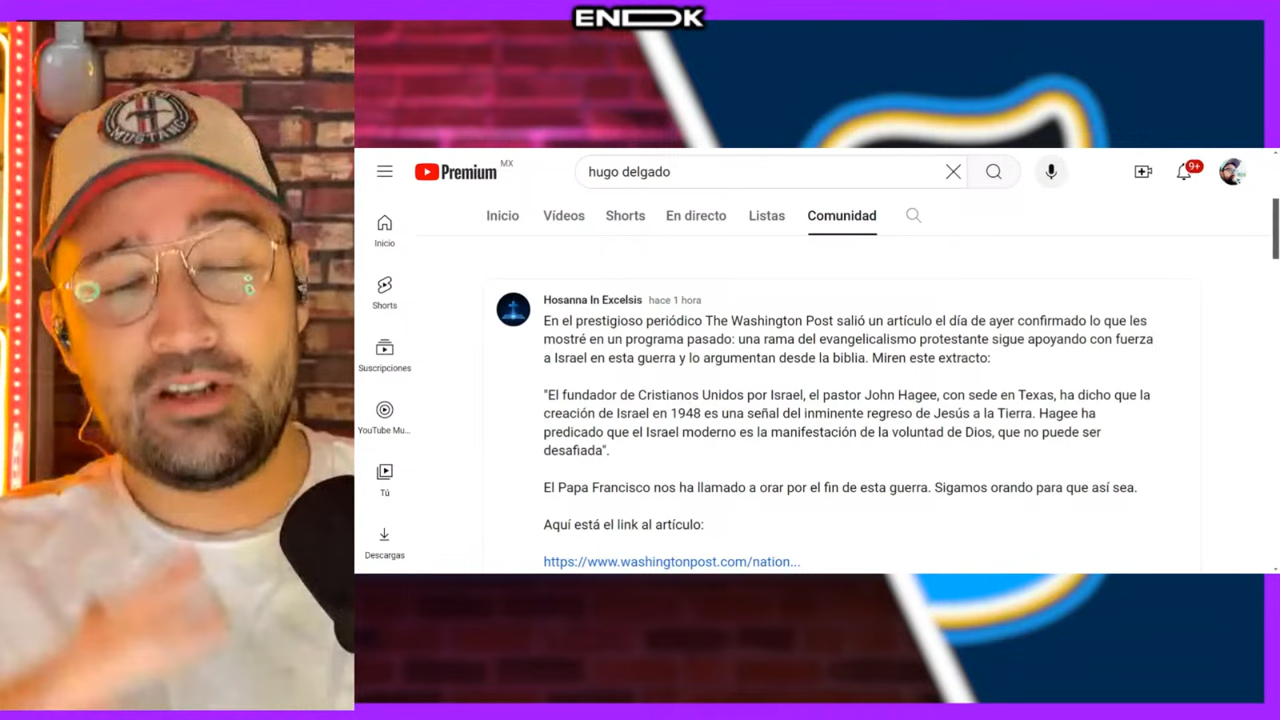 ENDK
MUSTANG
Premium
MX
hugo delgado
9+
Inicio
Videos
Shorts
En directo
Listas
Comunidad
Inicio
Shorts
Suscripciones
YouTube Mu...
Tú
Descargas
Hosanna In Excelsis hace 1 hora
En el prestigioso periódico The Washington Post salió un artículo el día de ayer confirmado lo que les
mostré en un programa pasado: una rama del evangelicalismo protestante sigue apoyando con fuerza
a Israel en esta guerra y lo argumentan desde la biblia. Miren este extracto:
"El fundador de Cristianos Unidos por Israel, el pastor John Hagee, con sede en Texas, ha dicho que la
creación de Israel en 1948 es una señal del inminente regreso de Jesús a la Tierra. Hagee ha
predicado que el Israel moderno es la manifestación de la voluntad de Dios, que no puede ser
desafiada".
El Papa Francisco nos ha llamado a orar por el fin de esta guerra. Sigamos orando para que así sea.
Aquí está el link al artículo:
https://www.washingtonpost.com/nation...